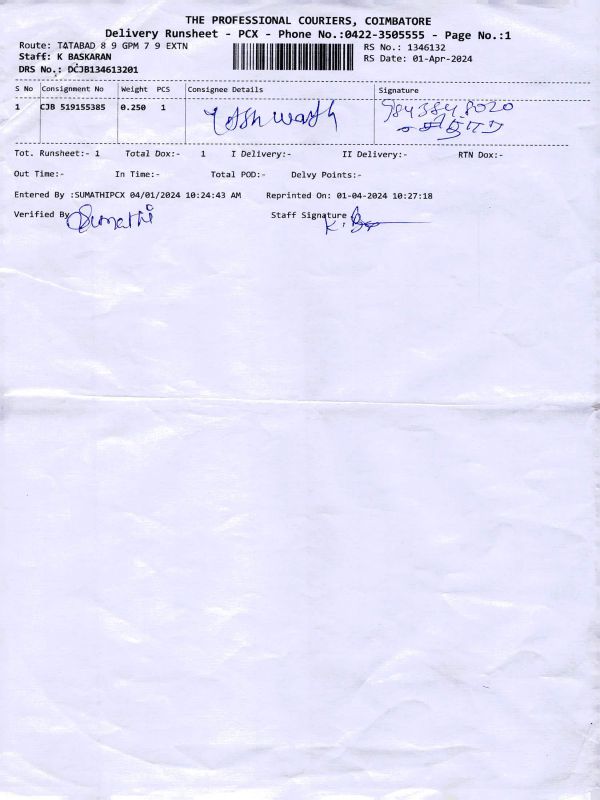 THE PROFESSIONAL COURIERS, COIMBATORE
Delivery Runsheet - PCX - Phone No.:0422-3505555 - Page No.:1
Route: TATABAD 8 9 GPM 7 9 EXTN
RS No.: 1346132
Staff: K BASKARAN
RS Date: 01-Apr-2024
DRS No.: DCJB134613201
S No Consignment No Weight PCS Consignee Details Signature
1 CJB 519155385 0.250 1 Yeshwath 9843848020
Tot. Runsheet:- 1 Total Dox:- 1 I Delivery:- II Delivery:- RTN Dox:-
Out Time:- In Time:- Total POD:- Delvy Points:-
Entered By :SUMATHIPCX 04/01/2024 10:24:43 AM Reprinted On: 01-04-2024 10:27:18
Verified By Sumathi Staff Signature